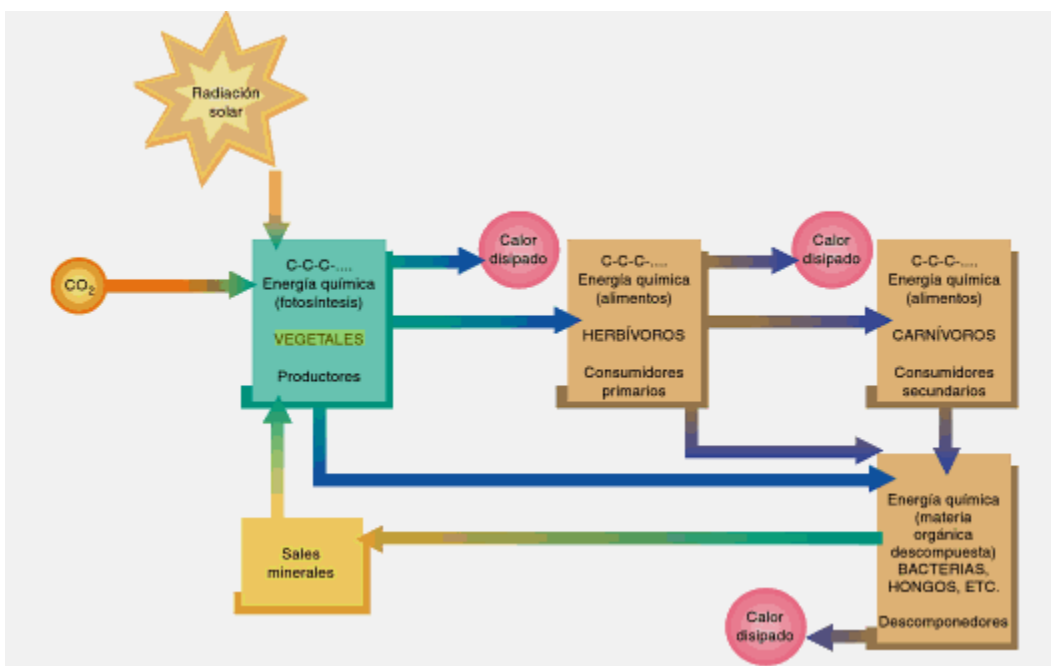 Radiación
solar
CO₂
C-C-C-....
Energía química
(fotosíntesis)
VEGETALES
Productores
Calor
disipado
C-C-C-....
Energía química
(alimentos)
HERBÍVOROS
Consumidores
primarios
Calor
disipado
C-C-C-....
Energía química
(alimentos)
CARNÍVOROS
Consumidores
secundarios
Sales
minerales
Energía química
(materia
orgánica
descompuesta)
BACTERIAS,
HONGOS, ETC.
Descomponedores
Calor
disipado